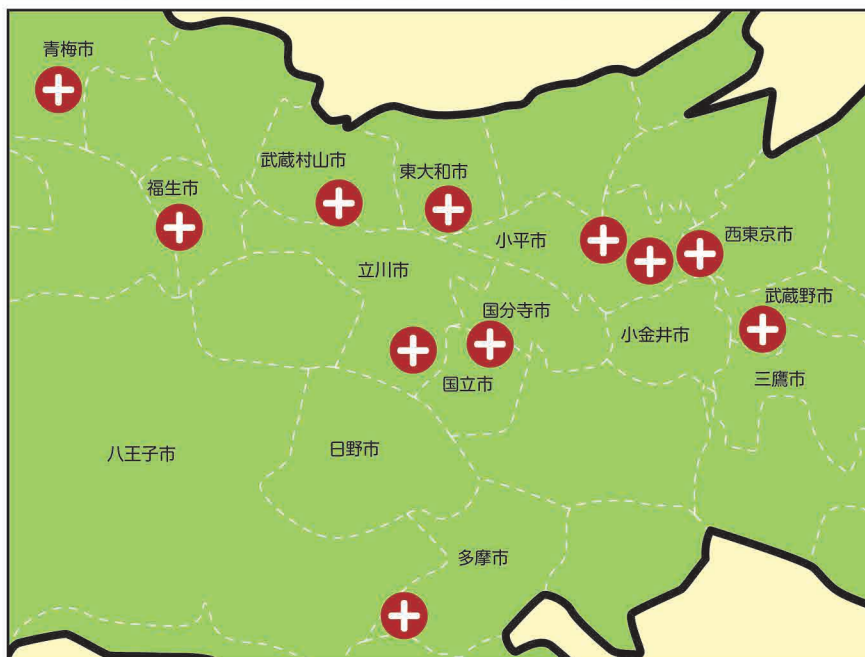 青梅市
武蔵村山市
東大和市
福生市
小平市
西東京市
立川市
武蔵野市
国分寺市
小金井市
三鷹市
国立市
日野市
八王子市
多摩市